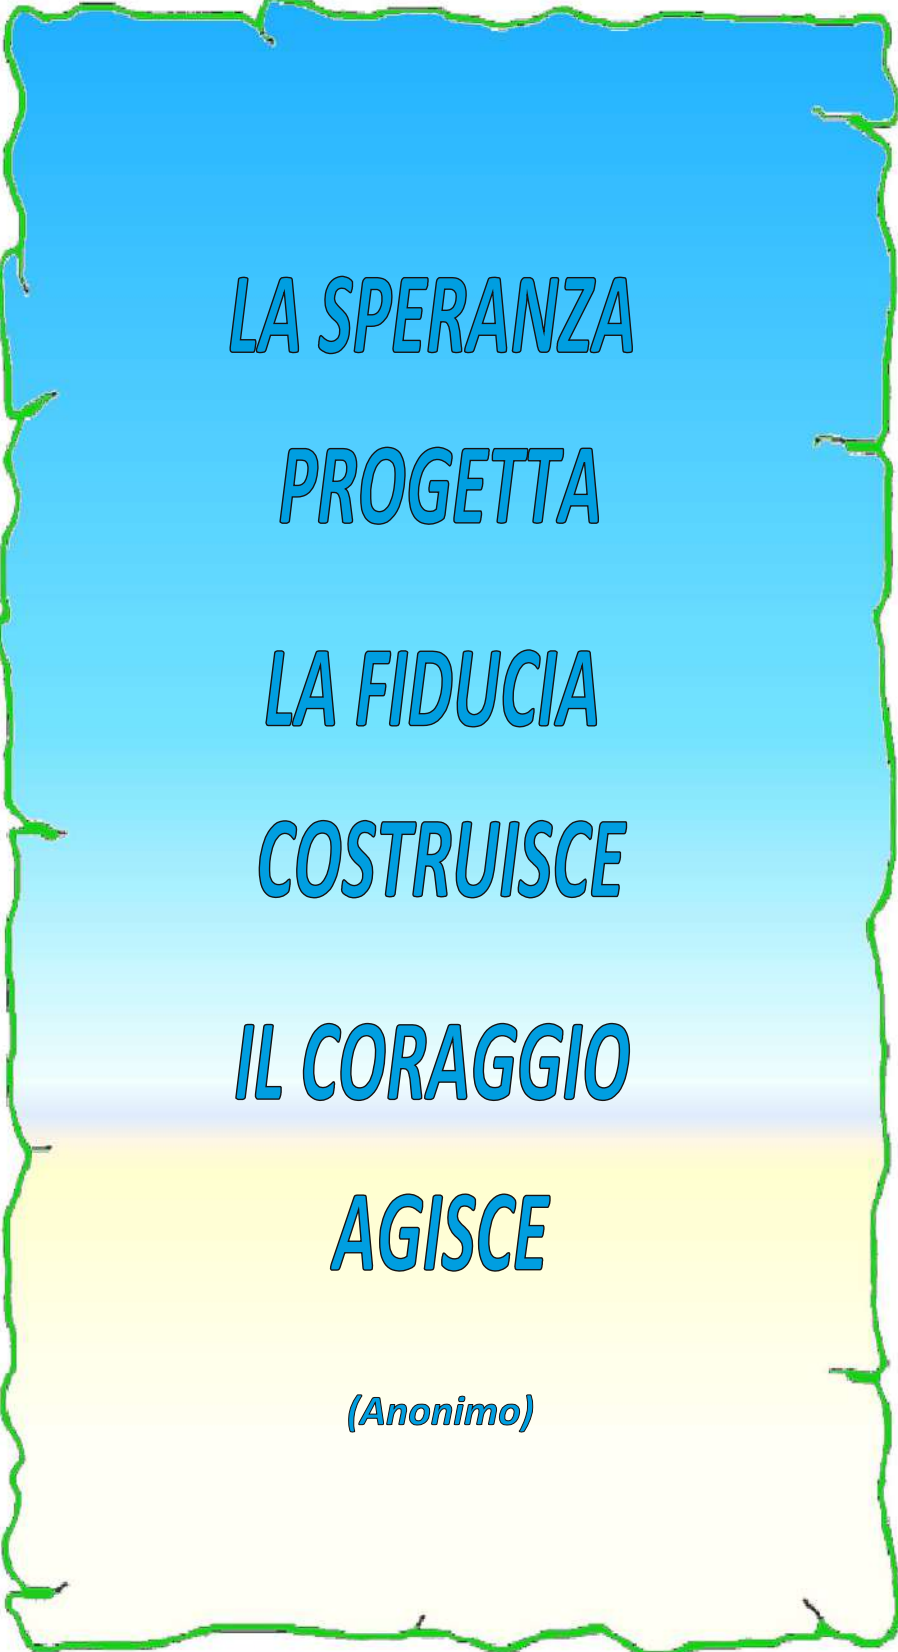 LA SPERANZA
PROGETTA
LA FIDUCIA
COSTRUISCE
IL CORAGGIO
AGISCE
(Anonimo)